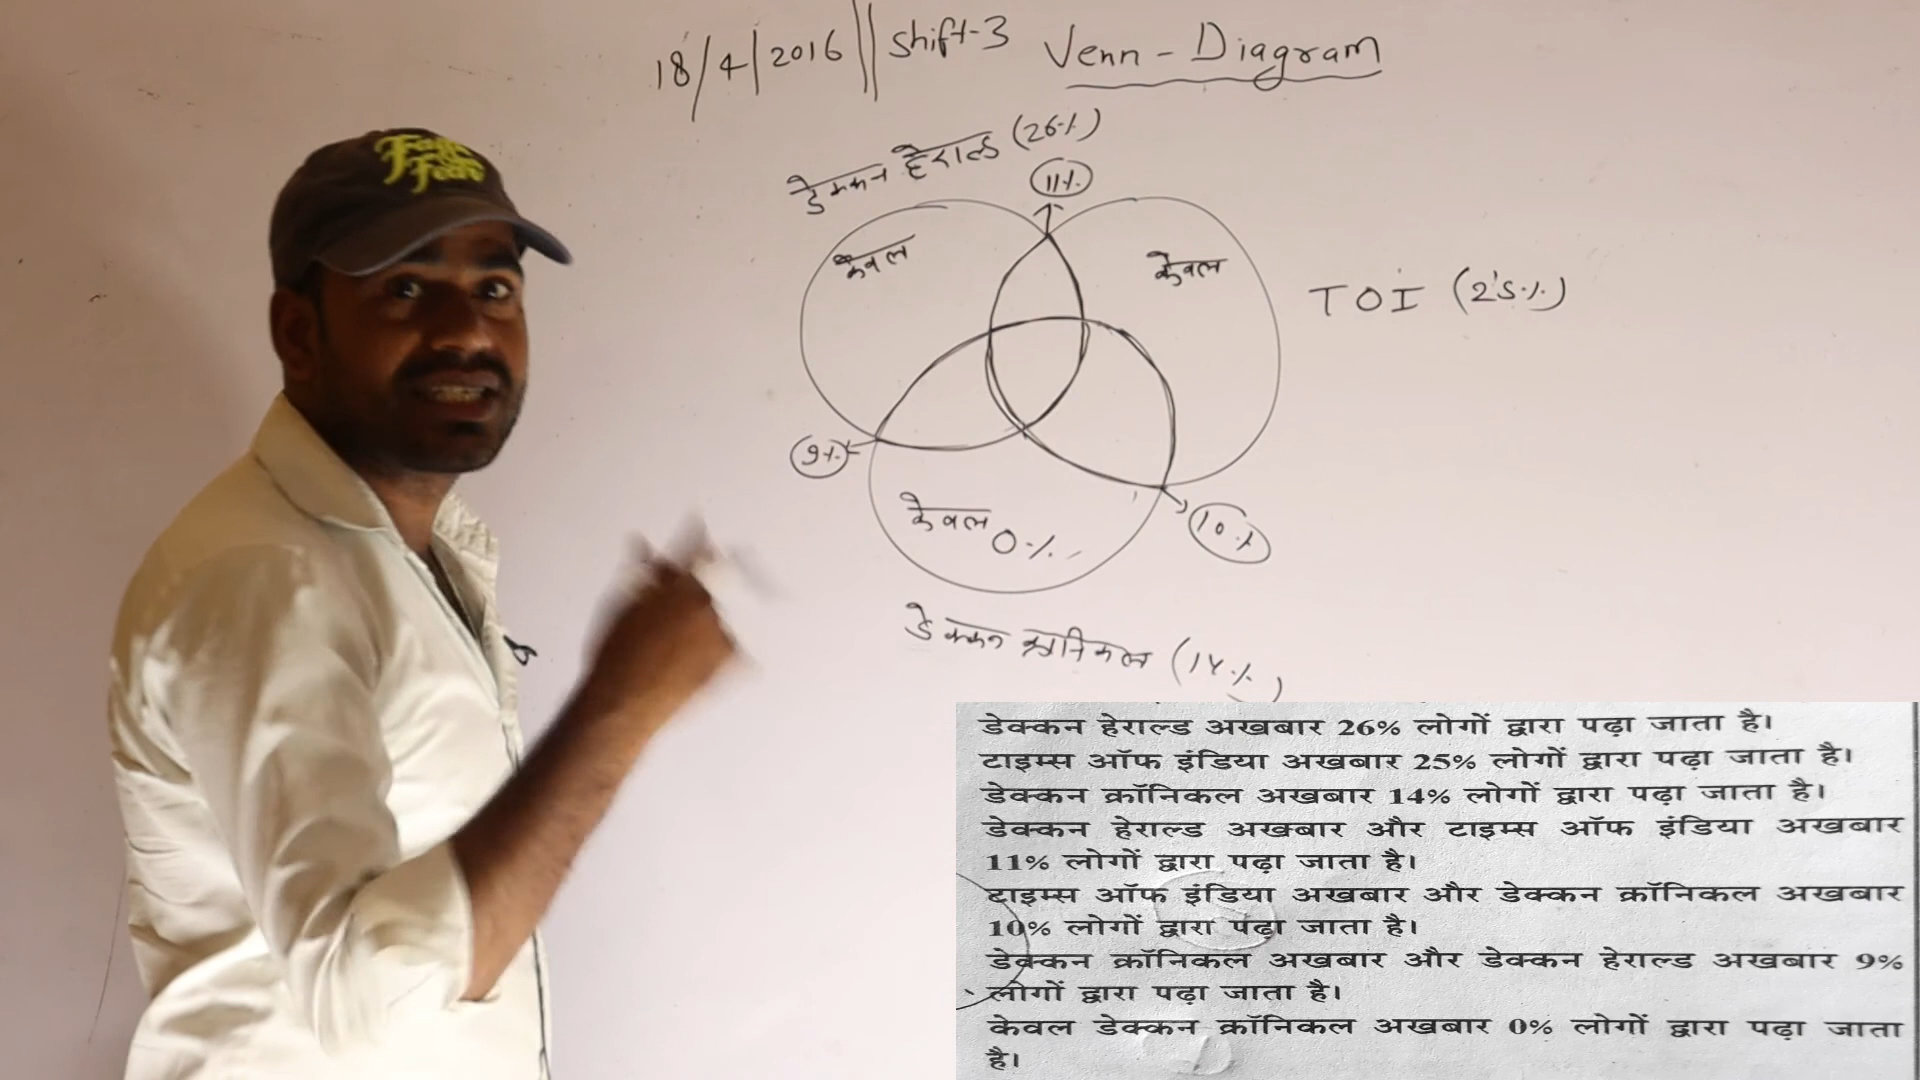 18/4/2016 || Shift-3 Venn-Diagram
डेक्कन हेराल्ड (26%)
11%
केवल
केवल
TOI (25%)
9%
10%
केवल 0%
डेक्कन क्रानिकल (14%)
डेक्कन हेराल्ड अखबार 26% लोगों द्वारा पढ़ा जाता है।
टाइम्स ऑफ इंडिया अखबार 25% लोगों द्वारा पढ़ा जाता है।
डेक्कन क्रॉनिकल अखबार 14% लोगों द्वारा पढ़ा जाता है।
डेक्कन हेराल्ड अखबार और टाइम्स ऑफ इंडिया अखबार
11% लोगों द्वारा पढ़ा जाता है।
टाइम्स ऑफ इंडिया अखबार और डेक्कन क्रॉनिकल अखबार
10% लोगों द्वारा पढ़ा जाता है।
डेक्कन क्रॉनिकल अखबार और डेक्कन हेराल्ड अखबार 9%
लोगों द्वारा पढ़ा जाता है।
केवल डेक्कन क्रॉनिकल अखबार 0% लोगों द्वारा पढ़ा जाता
है।